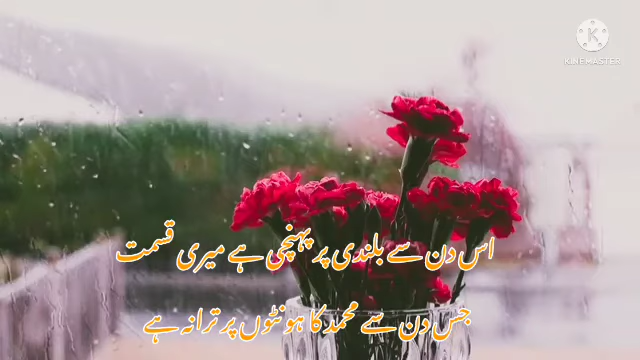 KINEMASTER
اس دن سے بلندی پر پہنچی ہے میری قسمت
جس دن سے محمد کا ہونٹوں پر ترانہ ہے